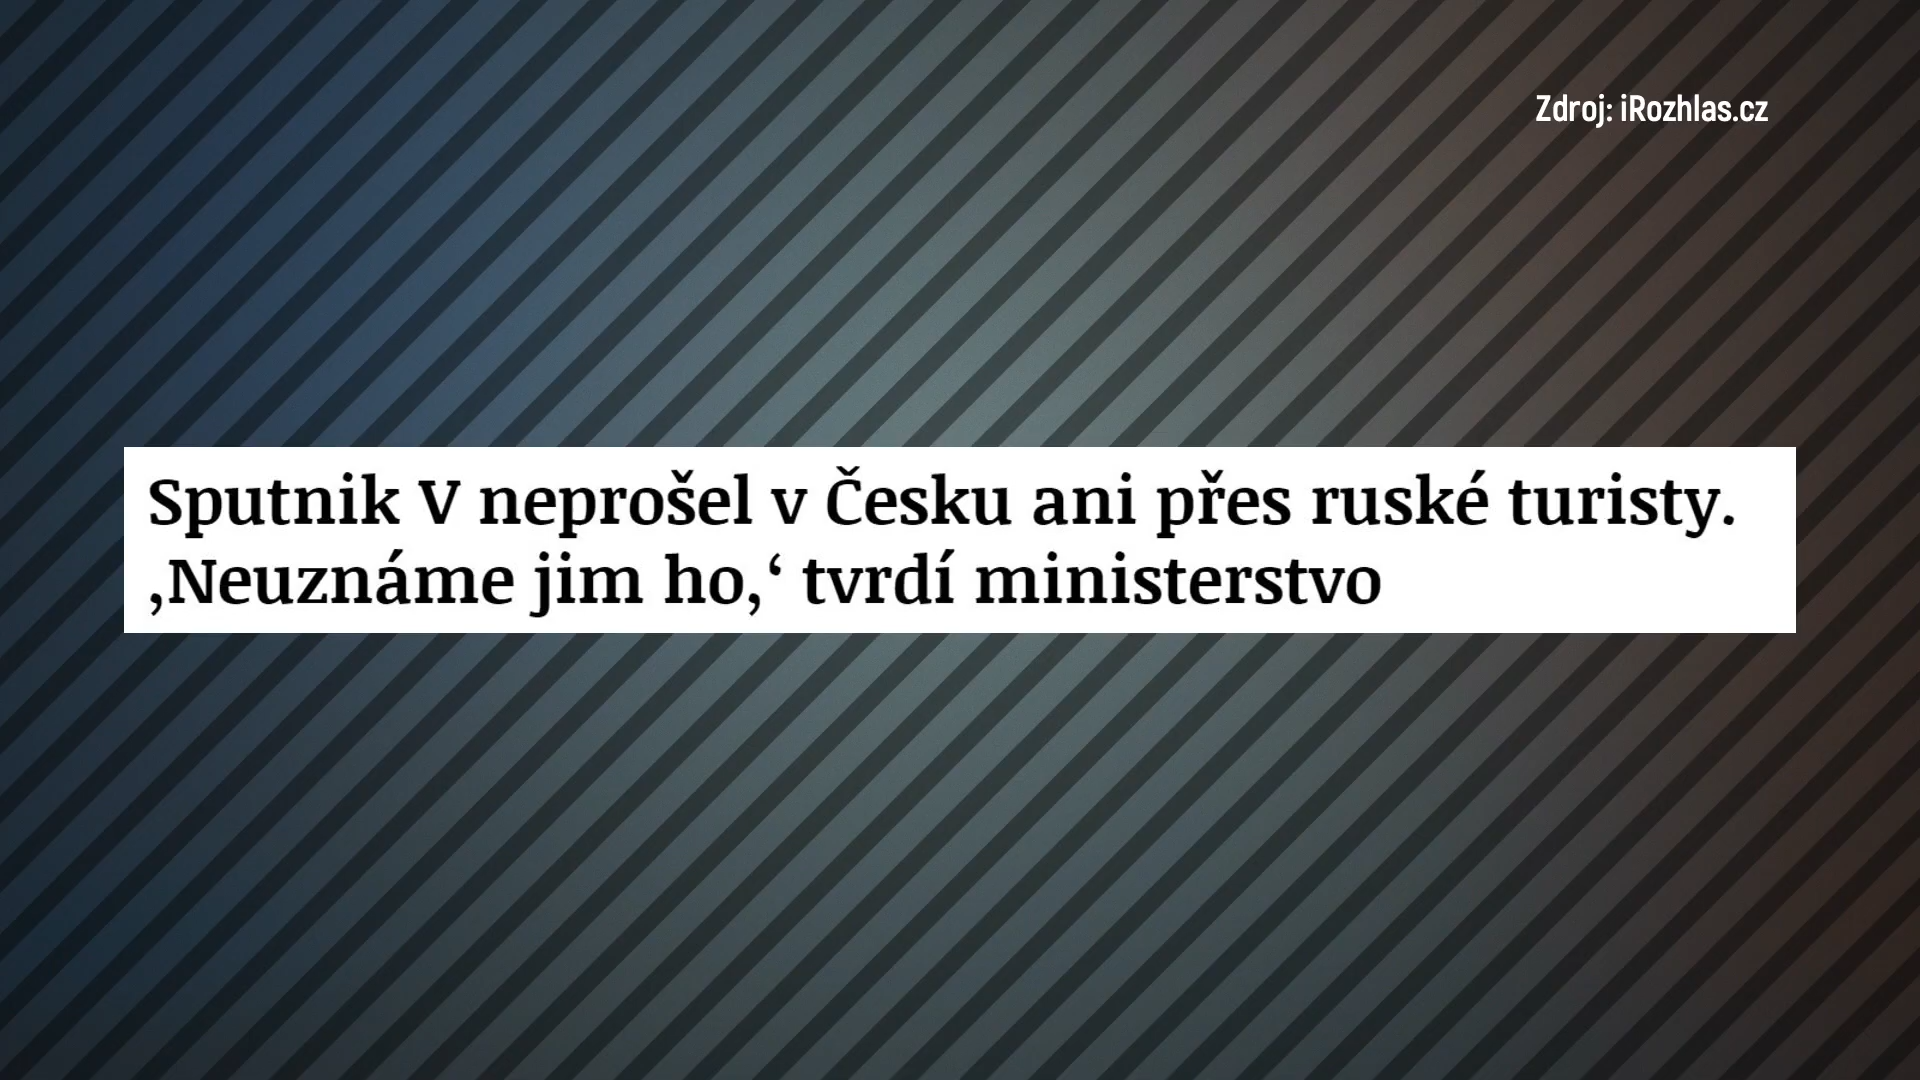 Zdroj: iRozhlas.cz
Sputnik V neprošel v Česku ani přes ruské turisty.
‚Neuznáme jim ho,‘ tvrdí ministerstvo